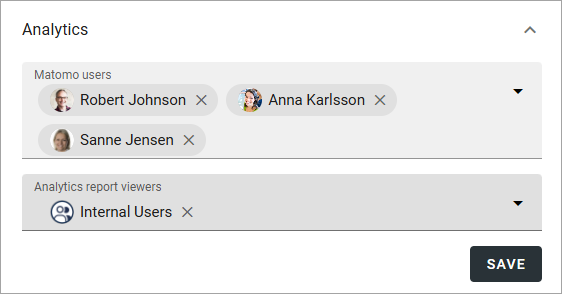 Analytics
Matomo users
Robert Johnson Anna Karlsson
Sanne Jensen
Analytics report viewers
Internal Users
SAVE